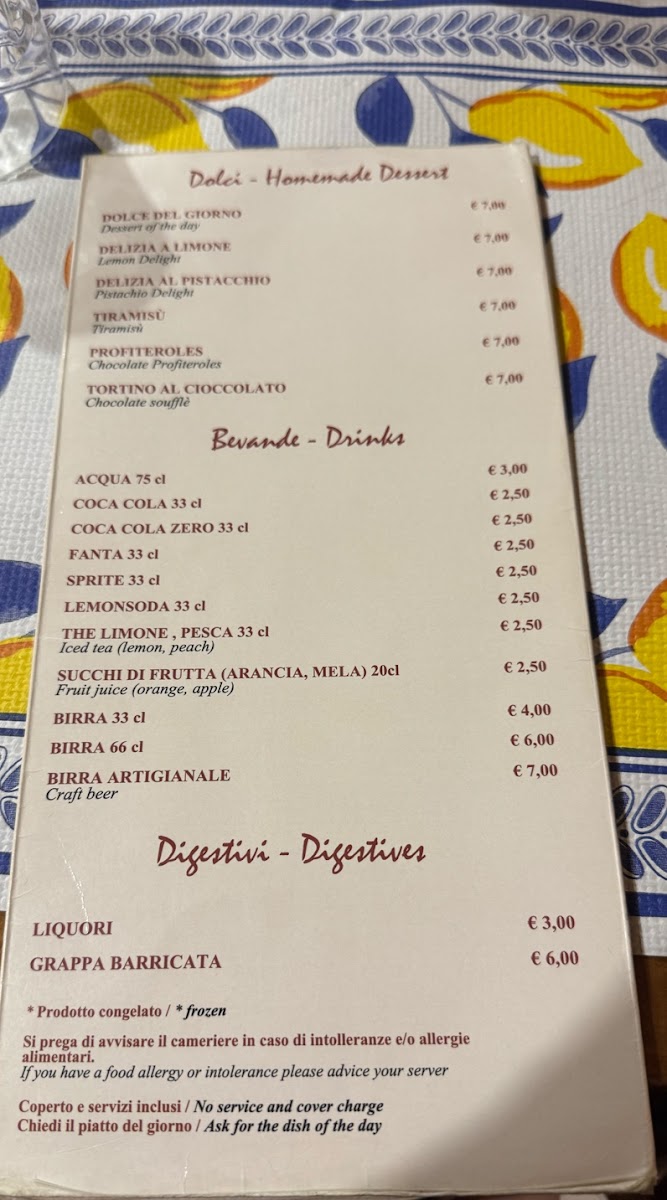 Dolci - Homemade Dessert
DOLCE DEL GIORNO € 7,00
Dessert of the day
DELIZIA A LIMONE € 7,00
Lemon Delight
DELIZIA AL PISTACCHIO € 7,00
Pistachio Delight
TIRAMISÙ € 7,00
Tiramisù
PROFITEROLES € 7,00
Chocolate Profiteroles
TORTINO AL CIOCCOLATO € 7,00
Chocolate soufflè
Bevande - Drinks
ACQUA 75 cl € 3,00
COCA COLA 33 cl € 2,50
COCA COLA ZERO 33 cl € 2,50
FANTA 33 cl € 2,50
SPRITE 33 cl € 2,50
LEMONSODA 33 cl € 2,50
THE LIMONE , PESCA 33 cl € 2,50
Iced tea (lemon, peach)
SUCCHI DI FRUTTA (ARANCIA, MELA) 20cl € 2,50
Fruit juice (orange, apple)
BIRRA 33 cl € 4,00
BIRRA 66 cl € 6,00
BIRRA ARTIGIANALE € 7,00
Craft beer
Digestivi - Digestives
LIQUORI € 3,00
GRAPPA BARRICATA € 6,00
* Prodotto congelato / * frozen
Si prega di avvisare il cameriere in caso di intolleranze e/o allergie
alimentari.
If you have a food allergy or intolerance please advice your server
Coperto e servizi inclusi / No service and cover charge
Chiedi il piatto del giorno / Ask for the dish of the day